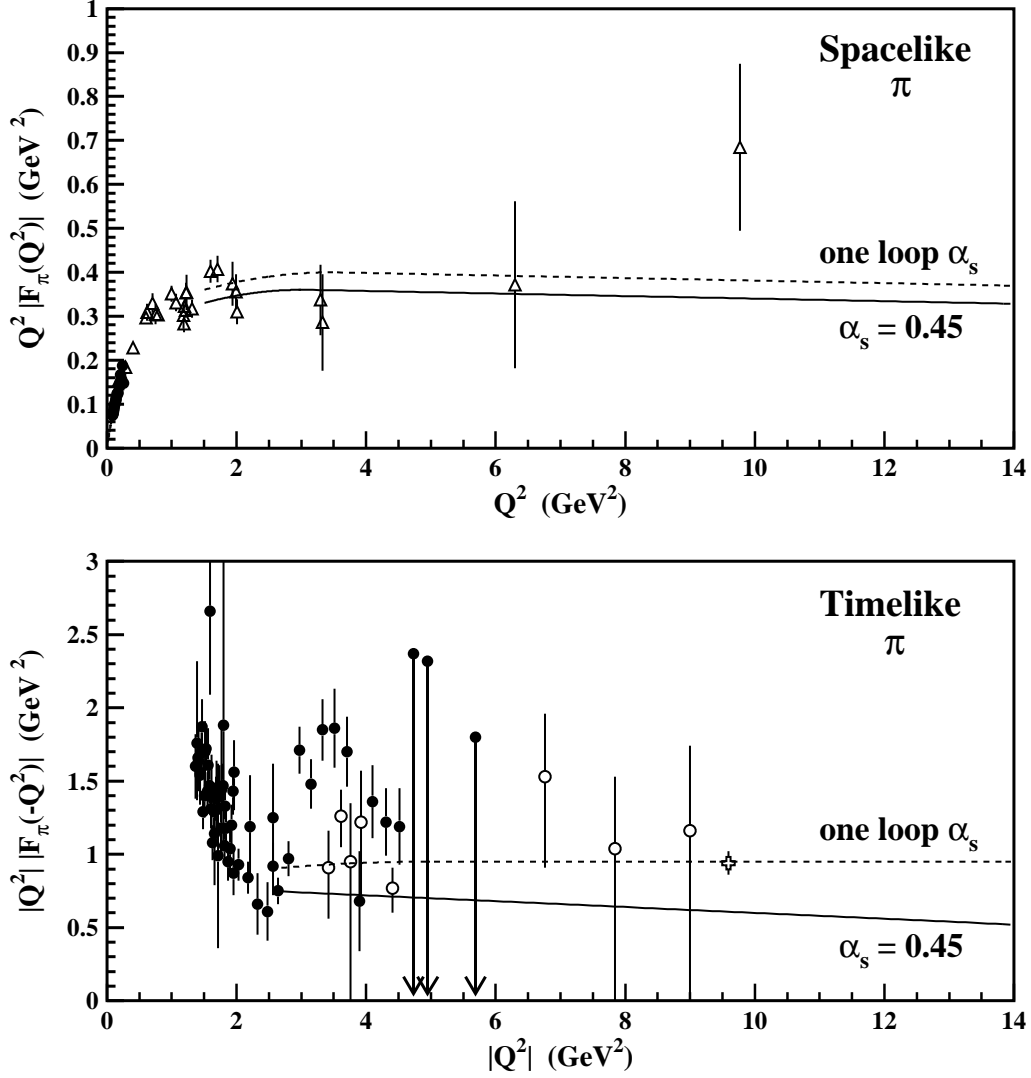 Spacelike
π
Q² |F_π(Q²)| (GeV²)
1
0.9
0.8
0.7
0.6
0.5
0.4
0.3
0.2
0.1
0
one loop α_s
α_s = 0.45
0 2 4 6 8 10 12 14
Q² (GeV²)
Timelike
π
|Q²| |F_π(-Q²)| (GeV²)
3
2.5
2
1.5
1
0.5
0
one loop α_s
α_s = 0.45
0 2 4 6 8 10 12 14
|Q²| (GeV²)